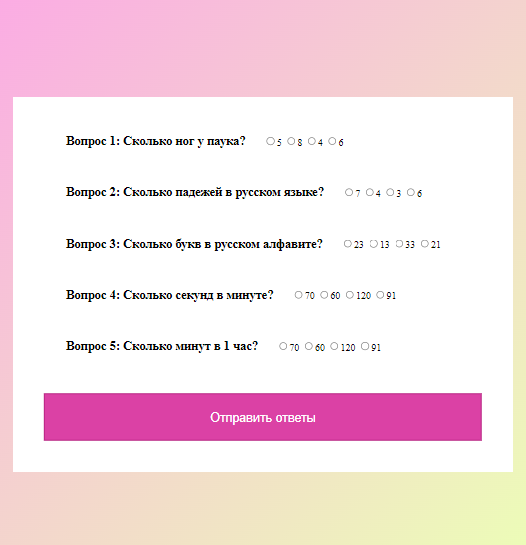 Вопрос 1: Сколько ног у паука? 5 8 4 6
Вопрос 2: Сколько падежей в русском языке? 7 4 3 6
Вопрос 3: Сколько букв в русском алфавите? 23 13 33 21
Вопрос 4: Сколько секунд в минуте? 70 60 120 91
Вопрос 5: Сколько минут в 1 час? 70 60 120 91
Отправить ответы